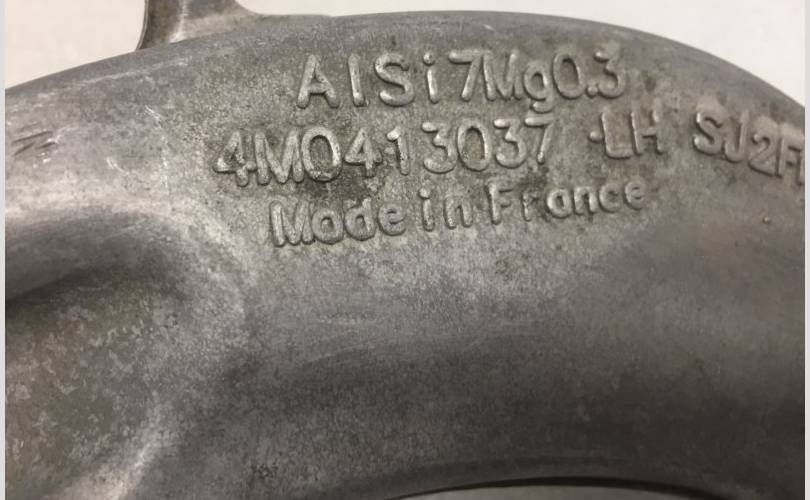 AlSi7Mg0.3
4M0413037 ·LH SJ2F
Made in France